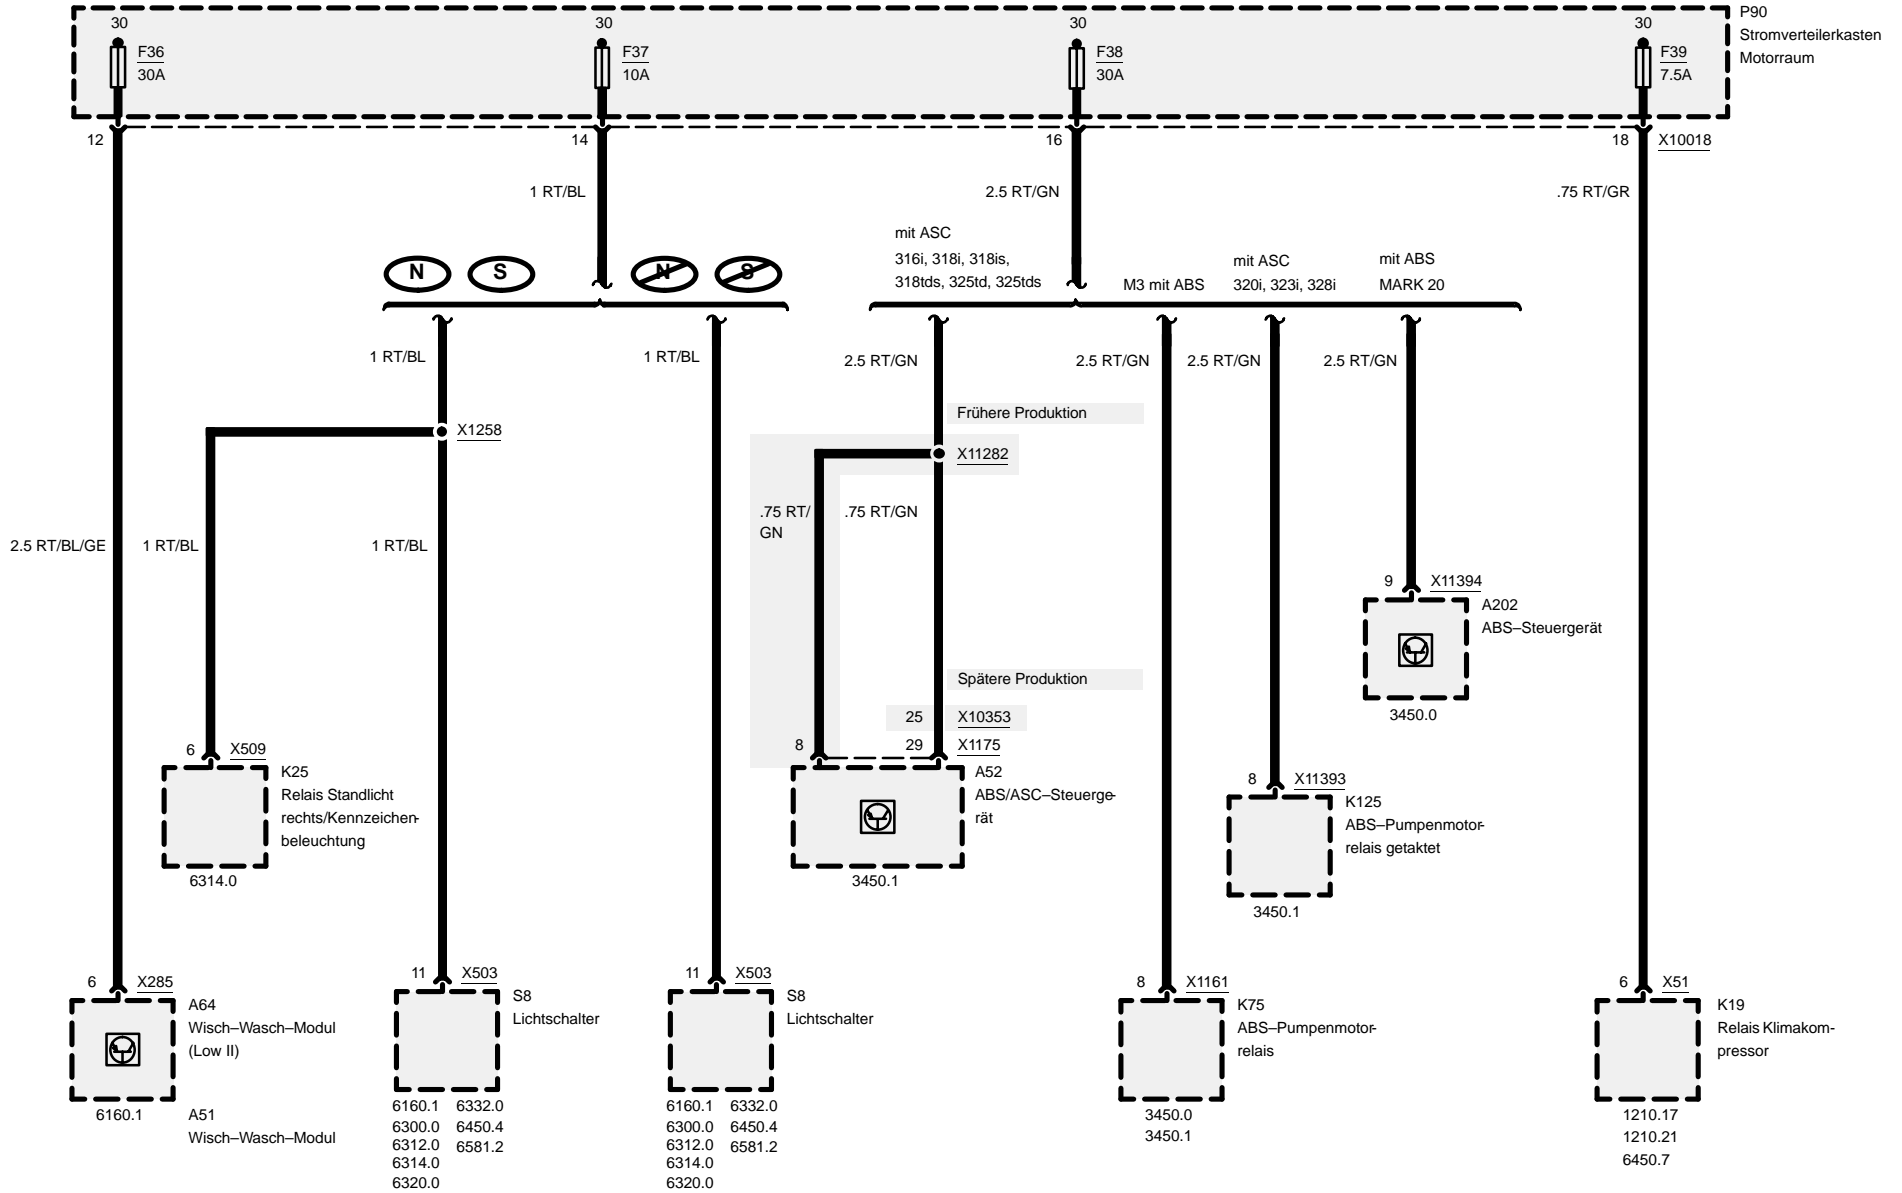 30
30
30
30
P90
Stromverteilerkasten
Motorraum
F36
30A
F37
10A
F38
30A
F39
7.5A
12
14
16
18
X10018
1 RT/BL
2.5 RT/GN
.75 RT/GR
N
S
N
S
mit ASC
316i, 318i, 318is,
318tds, 325td, 325tds
M3 mit ABS
mit ASC
320i, 323i, 328i
mit ABS
MARK 20
1 RT/BL
1 RT/BL
2.5 RT/GN
2.5 RT/GN
2.5 RT/GN
2.5 RT/GN
Frühere Produktion
X1258
X11282
.75 RT/
GN
.75 RT/GN
2.5 RT/BL/GE
1 RT/BL
1 RT/BL
9
X11394
A202
ABS–Steuergerät
3450.0
Spätere Produktion
25
X10353
6
X509
8
29
X1175
K25
Relais Standlicht
rechts/Kennzeichen-
beleuchtung
6314.0
A52
ABS/ASC–Steuerge-
rät
3450.1
8
X11393
K125
ABS–Pumpenmotor-
relais getaktet
3450.1
6
X285
A64
Wisch–Wasch–Modul
(Low II)
6160.1
A51
Wisch–Wasch–Modul
11
X503
S8
Lichtschalter
6160.1 6332.0
6300.0 6450.4
6312.0 6581.2
6314.0
6320.0
11
X503
S8
Lichtschalter
6160.1 6332.0
6300.0 6450.4
6312.0 6581.2
6314.0
6320.0
8
X1161
K75
ABS–Pumpenmotor-
relais
3450.0
3450.1
6
X51
K19
Relais Klimakom-
pressor
1210.17
1210.21
6450.7